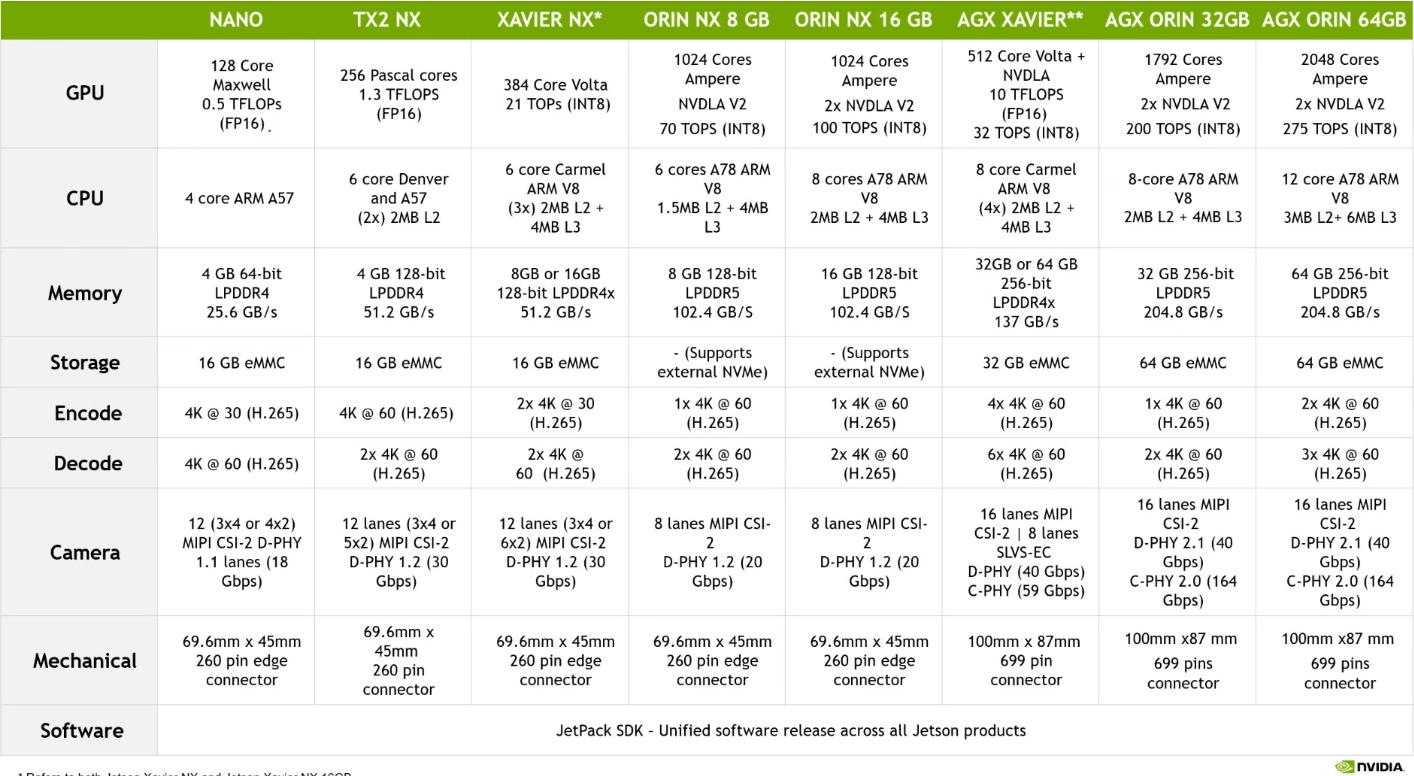 NANO TX2 NX XAVIER NX* ORIN NX 8 GB ORIN NX 16 GB AGX XAVIER** AGX ORIN 32GB AGX ORIN 64GB
GPU
128 Core
Maxwell
0.5 TFLOPs
(FP16)
256 Pascal cores
1.3 TFLOPS
(FP16)
384 Core Volta
21 TOPs (INT8)
1024 Cores
Ampere
NVDLA V2
70 TOPS (INT8)
1024 Cores
Ampere
2x NVDLA V2
100 TOPS (INT8)
512 Core Volta +
NVDLA
10 TFLOPS
(FP16)
32 TOPS (INT8)
1792 Cores
Ampere
2x NVDLA V2
200 TOPS (INT8)
2048 Cores
Ampere
2x NVDLA V2
275 TOPS (INT8)
CPU
4 core ARM A57
6 core Denver
and A57
(2x) 2MB L2
6 core Carmel
ARM V8
(3x) 2MB L2 +
4MB L3
6 cores A78 ARM
V8
1.5MB L2 + 4MB
L3
8 cores A78 ARM
V8
2MB L2 + 4MB L3
8 core Carmel
ARM V8
(4x) 2MB L2 +
4MB L3
8-core A78 ARM
V8
2MB L2 + 4MB L3
12 core A78 ARM
V8
3MB L2+ 6MB L3
Memory
4 GB 64-bit
LPDDR4
25.6 GB/s
4 GB 128-bit
LPDDR4
51.2 GB/s
8GB or 16GB
128-bit LPDDR4x
51.2 GB/s
8 GB 128-bit
LPDDR5
102.4 GB/S
16 GB 128-bit
LPDDR5
102.4 GB/S
32GB or 64 GB
256-bit
LPDDR4x
137 GB/s
32 GB 256-bit
LPDDR5
204.8 GB/s
64 GB 256-bit
LPDDR5
204.8 GB/s
Storage
16 GB eMMC
16 GB eMMC
16 GB eMMC
- (Supports
external NVMe)
- (Supports
external NVMe)
32 GB eMMC
64 GB eMMC
64 GB eMMC
Encode
4K @ 30 (H.265)
4K @ 60 (H.265)
2x 4K @ 30
(H.265)
1x 4K @ 60
(H.265)
1x 4K @ 60
(H.265)
4x 4K @ 60
(H.265)
1x 4K @ 60
(H.265)
2x 4K @ 60
(H.265)
Decode
4K @ 60 (H.265)
2x 4K @ 60
(H.265)
2x 4K @
60 (H.265)
2x 4K @ 60
(H.265)
2x 4K @ 60
(H.265)
6x 4K @ 60
(H.265)
2x 4K @ 60
(H.265)
3x 4K @ 60
(H.265)
Camera
12 (3x4 or 4x2)
MIPI CSI-2 D-PHY
1.1 lanes (18
Gbps)
12 lanes (3x4 or
5x2) MIPI CSI-2
D-PHY 1.2 (30
Gbps)
12 lanes (3x4 or
6x2) MIPI CSI-2
D-PHY 1.2 (30
Gbps)
8 lanes MIPI CSI-
2
D-PHY 1.2 (20
Gbps)
8 lanes MIPI CSI-
2
D-PHY 1.2 (20
Gbps)
16 lanes MIPI
CSI-2 | 8 lanes
SLVS-EC
D-PHY (40 Gbps)
C-PHY (59 Gbps)
16 lanes MIPI
CSI-2
D-PHY 2.1 (40
Gbps)
C-PHY 2.0 (164
Gbps)
16 lanes MIPI
CSI-2
D-PHY 2.1 (40
Gbps)
C-PHY 2.0 (164
Gbps)
Mechanical
69.6mm x 45mm
260 pin edge
connector
69.6mm x
45mm
260 pin
connector
69.6mm x 45mm
260 pin edge
connector
69.6mm x 45mm
260 pin edge
connector
69.6mm x 45mm
260 pin edge
connector
100mm x 87mm
699 pin
connector
100mm x87 mm
699 pins
connector
100mm x87 mm
699 pins
connector
Software
JetPack SDK - Unified software release across all Jetson products
* Refers to both Jetson Xavier NX and Jetson Xavier NX 16GB
NVIDIA.